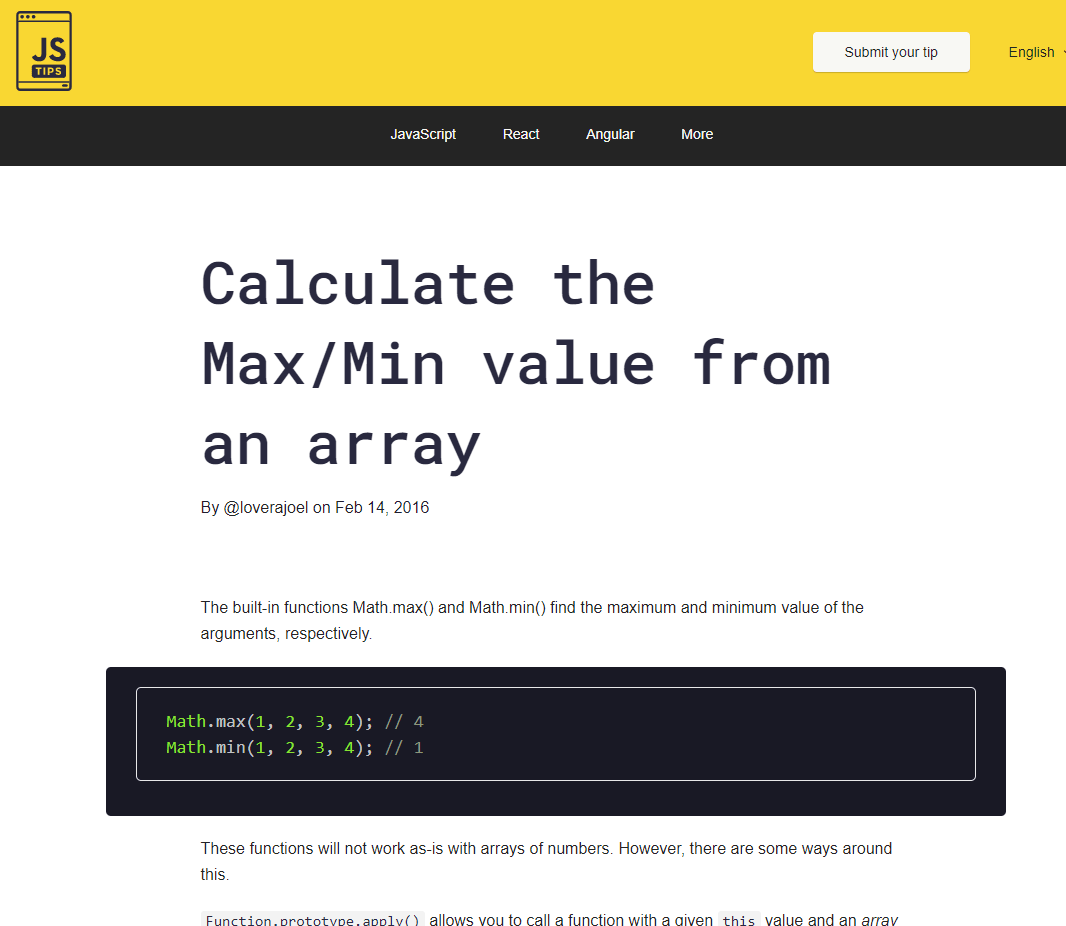 JS
TIPS
Submit your tip
English
JavaScript
React
Angular
More
Calculate the
Max/Min value from
an array
By @loverajoel on Feb 14, 2016
The built-in functions Math.max() and Math.min() find the maximum and minimum value of the
arguments, respectively.
Math.max(1, 2, 3, 4); // 4
Math.min(1, 2, 3, 4); // 1
These functions will not work as-is with arrays of numbers. However, there are some ways around
this.
Function.prototype.apply() allows you to call a function with a given this value and an array